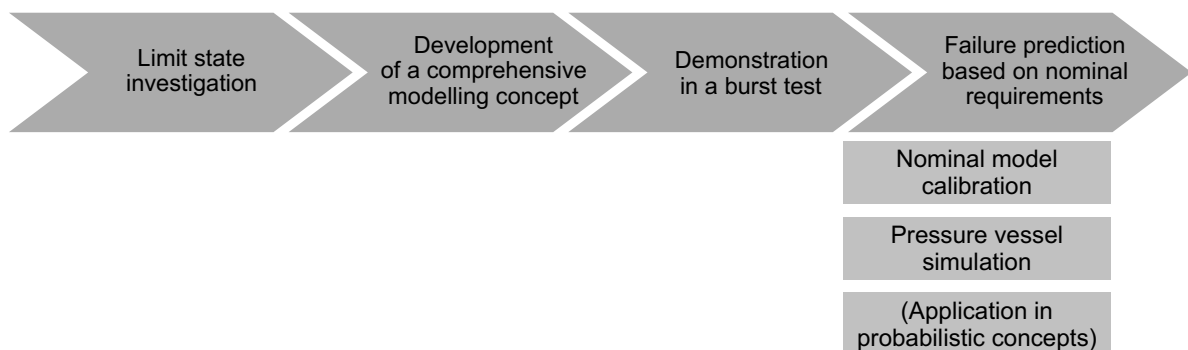 Limit state
investigation
Development
of a comprehensive
modelling concept
Demonstration
in a burst test
Failure prediction
based on nominal
requirements
Nominal model
calibration
Pressure vessel
simulation
(Application in
probabilistic concepts)